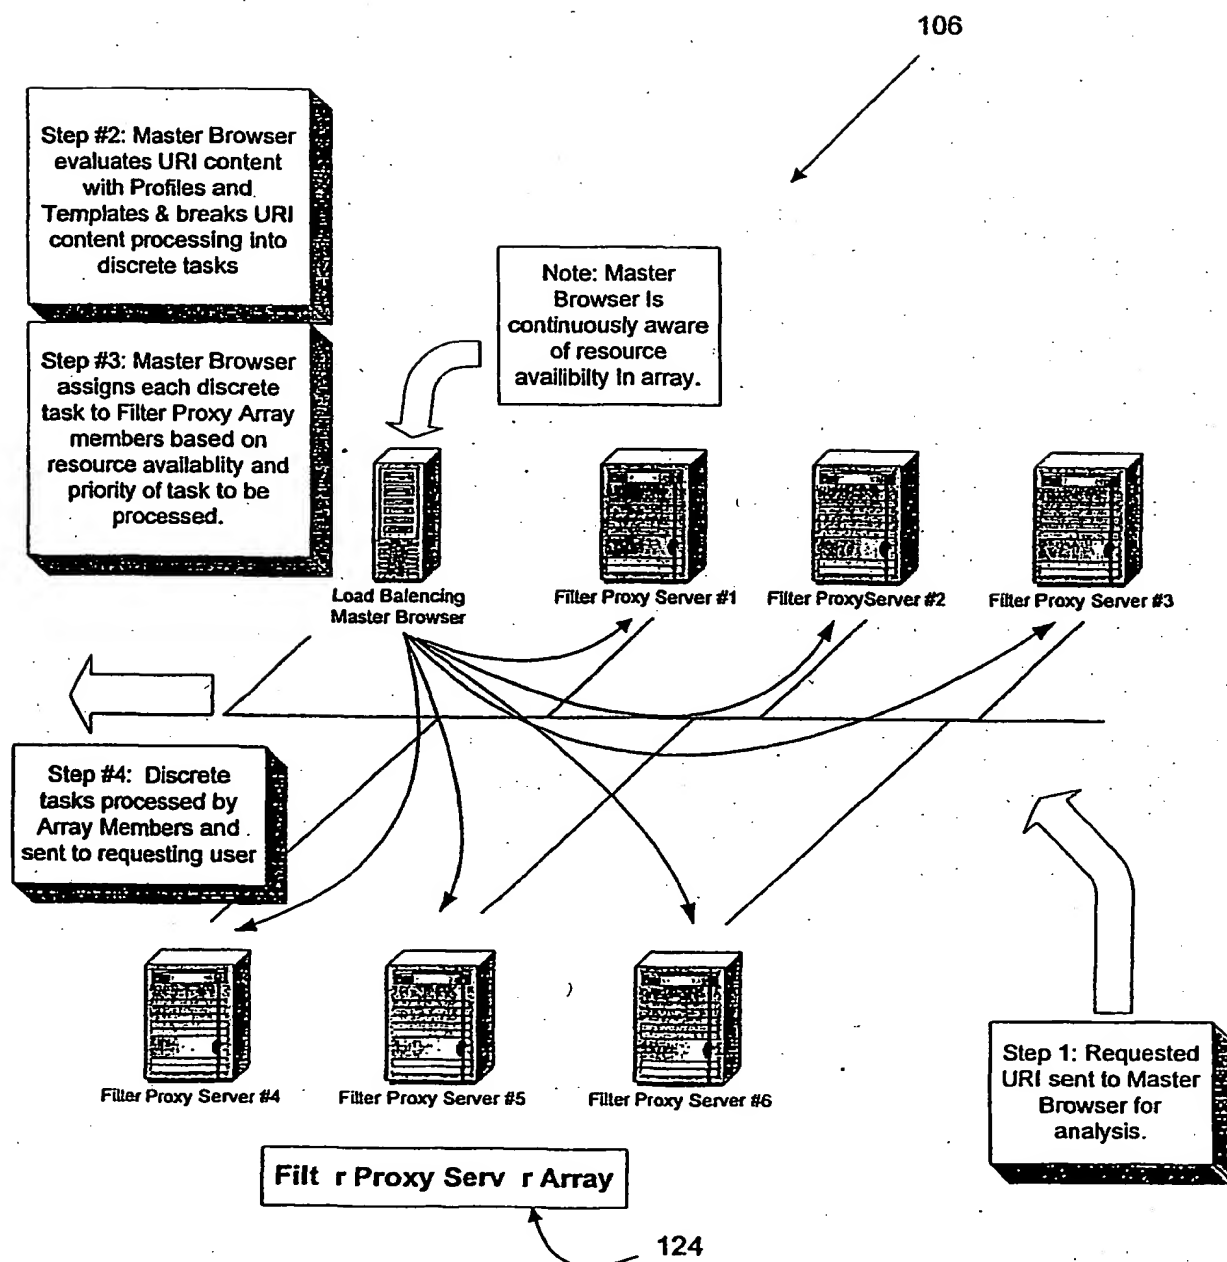 106
Step #2: Master Browser
evaluates URI content
with Profiles and
Templates & breaks URI
content processing into
discrete tasks
Note: Master
Browser Is
continuously aware
of resource
availibilty In array.
Step #3: Master Browser
assigns each discrete
task to Filter Proxy Array
members based on
resource availablity and
priority of task to be
processed.
Load Balencing
Master Browser
Filter Proxy Server #1
Filter ProxyServer #2
Filter Proxy Server #3
Step #4: Discrete
tasks processed by
Array Members and
sent to requesting user
Filter Proxy Server #4
Filter Proxy Server #5
Filter Proxy Server #6
Step 1: Requested
URI sent to Master
Browser for
analysis.
Filt r Proxy Serv r Array
124